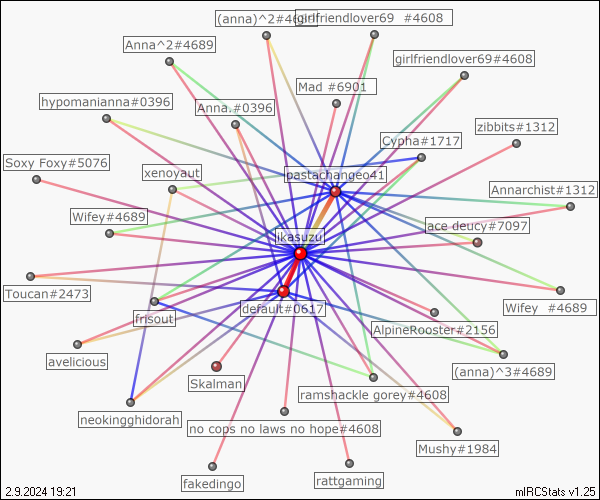 (anna)^2#4689
girlfriendlover69 #4608
Anna^2#4689
girlfriendlover69#4608
Mad #6901
hypomanianna#0396
Anna.#0396
zibbits#1312
Cypha#1717
Soxy Foxy#5076
xenoyaut
pastachangeo41
Annarchist#1312
Wifey#4689
ace deucy#7097
ikasuzu
Toucan#2473
default#0617
Wifey #4689
frisout
AlpineRooster#2156
avelicious
(anna)^3#4689
Skalman
ramshackle gorey#4608
neokingghidorah
no cops no laws no hope#4608
Mushy#1984
fakedingo
rattgaming
2.9.2024 19:21
mIRCStats v1.25